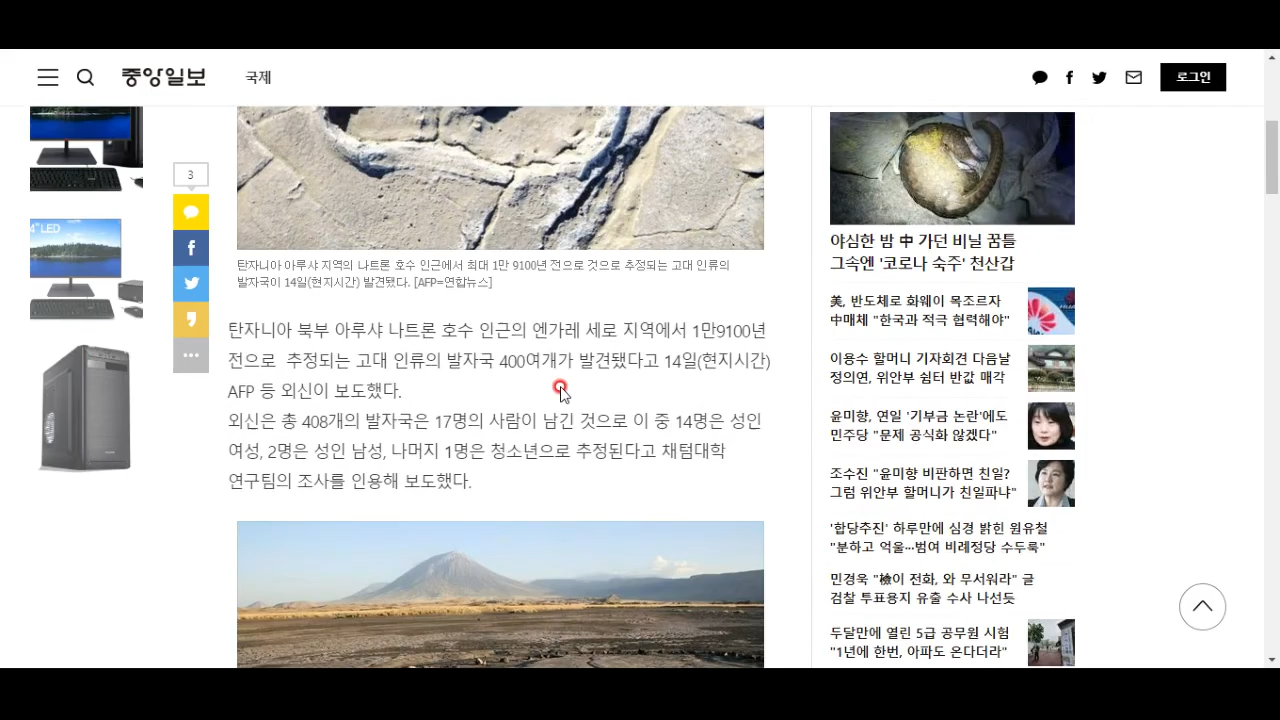 중앙일보
국제
로그인
4" LED
3
탄자니아 아루샤 지역의 나트론 호수 인근에서 최대 1만 9100년 전으로 것으로 추정되는 고대 인류의
발자국이 14일(현지시간) 발견됐다. [AFP=연합뉴스]
탄자니아 북부 아루샤 나트론 호수 인근의 엔가레 세로 지역에서 1만9100년
전으로 추정되는 고대 인류의 발자국 400여개가 발견됐다고 14일(현지시간)
AFP 등 외신이 보도했다.
외신은 총 408개의 발자국은 17명의 사람이 남긴 것으로 이 중 14명은 성인
여성, 2명은 성인 남성, 나머지 1명은 청소년으로 추정된다고 채텀대학
연구팀의 조사를 인용해 보도했다.
야심한 밤 中 가던 비닐 꿈틀
그속엔 '코로나 숙주' 천산갑
美, 반도체로 화웨이 목조르자
中매체 "한국과 적극 협력해야"
이용수 할머니 기자회견 다음날
정의연, 위안부 쉼터 반값 매각
윤미향, 연일 '기부금 논란'에도
민주당 "문제 공식화 않겠다"
조수진 "윤미향 비판하면 친일?
그럼 위안부 할머니가 친일파냐"
'합당추진' 하루만에 심경 밝힌 원유철
"분하고 억울…범여 비례정당 수두룩"
민경욱 "檢이 전화, 와 무서워라" 글
검찰 투표용지 유출 수사 나선듯
두달만에 열린 5급 공무원 시험
"1년에 한번, 아파도 온다더라"